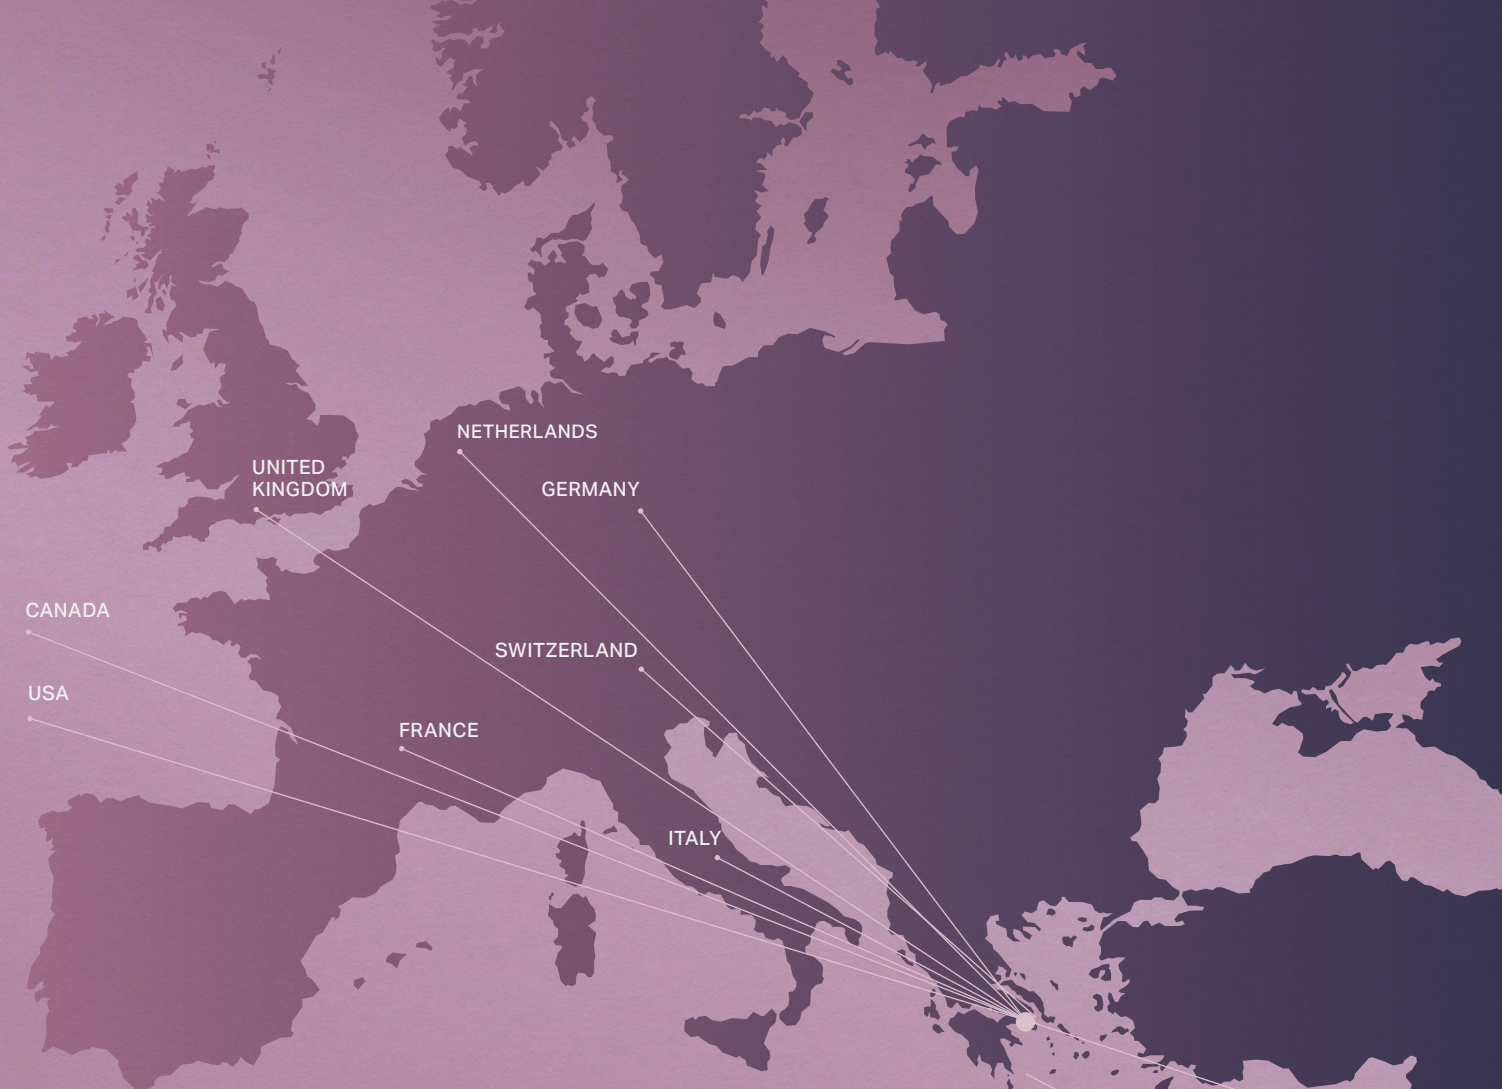 NETHERLANDS
UNITED
KINGDOM
GERMANY
CANADA
SWITZERLAND
USA
FRANCE
ITALY